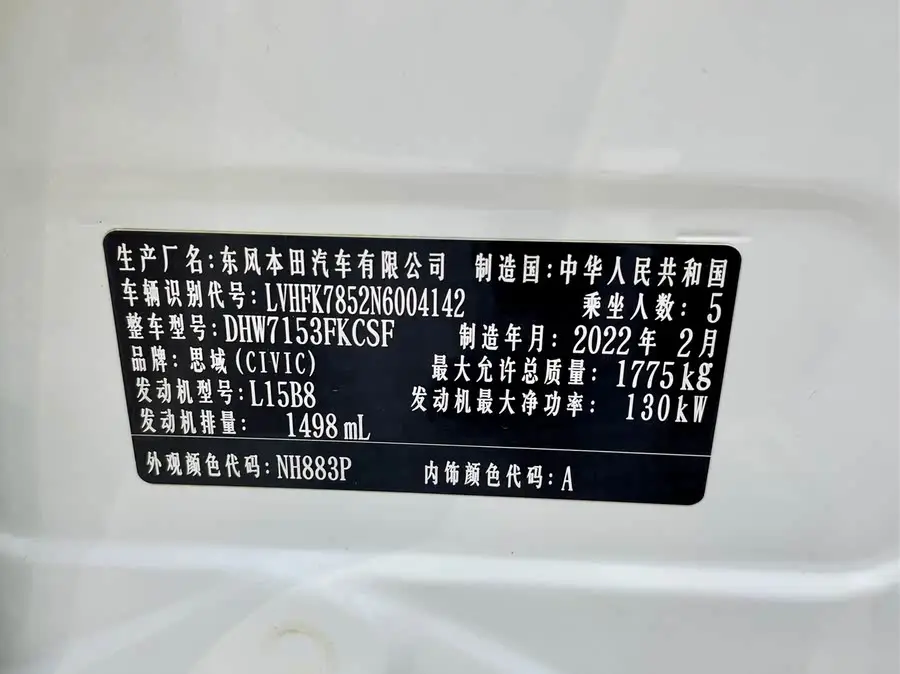 生产厂名:东风本田汽车有限公司 制造国:中华人民共和国
车辆识别代号:LVHFK7852N6004142 乘坐人数:5
整车型号:DHW7153FKCSF 制造年月:2022年2月
品牌:思域(CIVIC) 最大允许总质量:1775kg
发动机型号:L15B8 发动机最大净功率:130kW
发动机排量: 1498mL
外观颜色代码:NH883P 内饰颜色代码:A